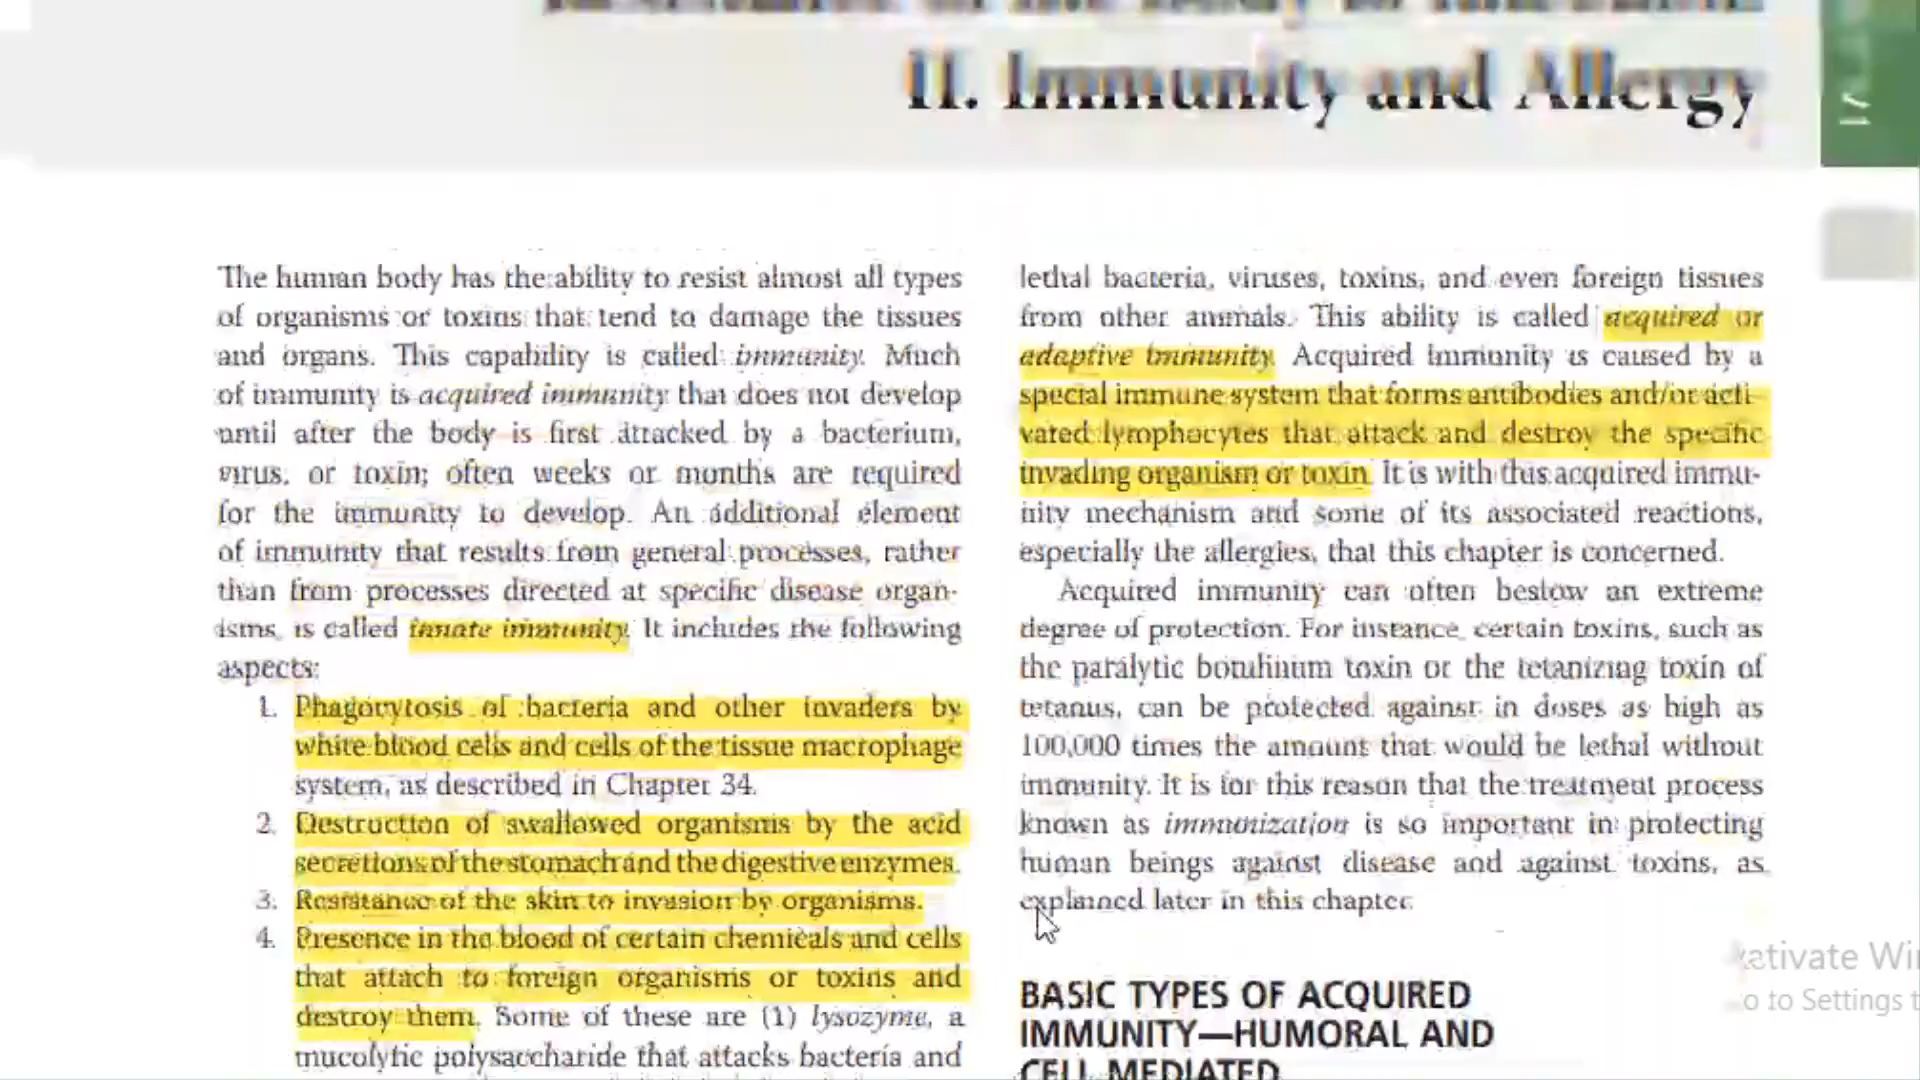 II. Immunity and Allergy
The human body has the ability to resist almost all types
of organisms or toxins that tend to damage the tissues
and organs. This capability is called immunity. Much
of immunity is acquired immunity that does not develop
until after the body is first attacked by a bacterium,
virus, or toxin; often weeks or months are required
for the immunity to develop. An additional element
of immunity that results from general processes, rather
than from processes directed at specific disease organ-
isms, is called innate immunity. It includes the following
aspects:
1. Phagocytosis of bacteria and other invaders by
white blood cells and cells of the tissue macrophage
system, as described in Chapter 34.
2. Destruction of swallowed organisms by the acid
secretions of the stomach and the digestive enzymes.
3. Resistance of the skin to invasion by organisms.
4. Presence in the blood of certain chemicals and cells
that attach to foreign organisms or toxins and
destroy them. Some of these are (1) lysozyme, a
mucolytic polysaccharide that attacks bacteria and
lethal bacteria, viruses, toxins, and even foreign tissues
from other animals. This ability is called acquired or
adaptive immunity. Acquired immunity is caused by a
special immune system that forms antibodies and/or acti-
vated lymphocytes that attack and destroy the specific
invading organism or toxin. It is with this acquired immu-
nity mechanism and some of its associated reactions,
especially the allergies, that this chapter is concerned.
Acquired immunity can often bestow an extreme
degree of protection. For instance, certain toxins, such as
the paralytic botulinum toxin or the tetanizing toxin of
tetanus, can be protected against in doses as high as
100,000 times the amount that would be lethal without
immunity. It is for this reason that the treatment process
known as immunization is so important in protecting
human beings against disease and against toxins, as
explained later in this chapter.
BASIC TYPES OF ACQUIRED
IMMUNITY—HUMORAL AND
CELL MEDIATED
Activate Wi
o to Settings t